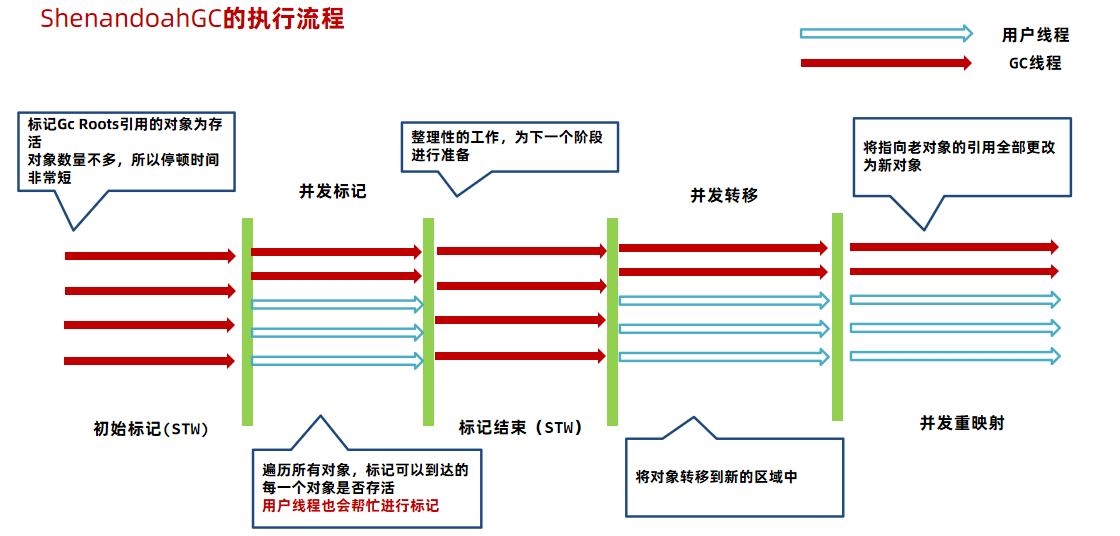 ShenandoahGC的执行流程
用户线程
GC线程
标记Gc Roots引用的对象为存
活
对象数量不多，所以停顿时间
非常短
整理性的工作，为下一个阶段
进行准备
将指向老对象的引用全部更改
为新对象
并发标记
并发转移
初始标记(STW)
标记结束（STW）
并发重映射
遍历所有对象，标记可以到达的
每一个对象是否存活
用户线程也会帮忙进行标记
将对象转移到新的区域中